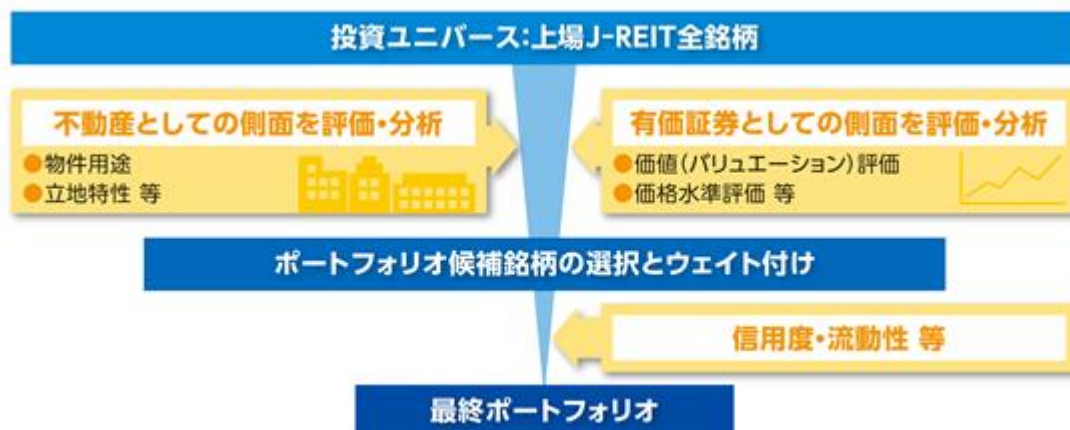 投資ユニバース:上場J-REIT全銘柄
不動産としての側面を評価・分析
●物件用途
●立地特性 等
有価証券としての側面を評価・分析
●価値(バリュエーション)評価
●価格水準評価 等
ポートフォリオ候補銘柄の選択とウェイト付け
信用度・流動性 等
最終ポートフォリオ